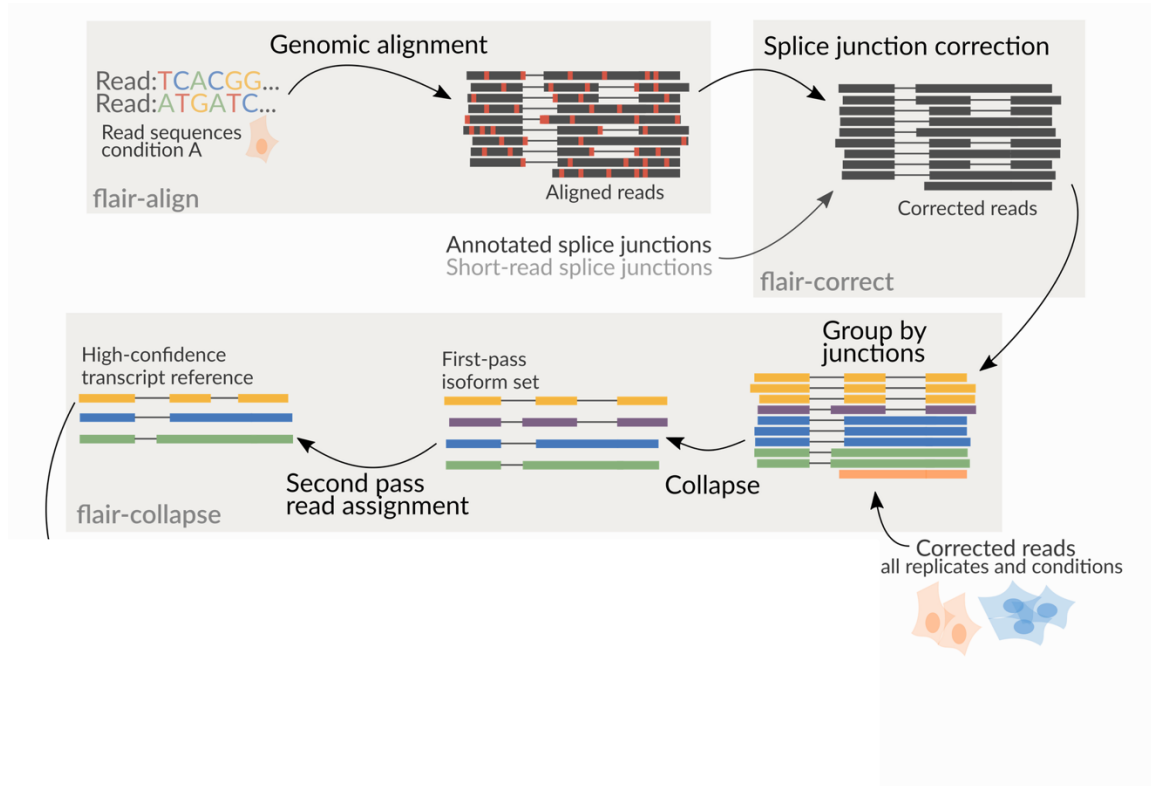 Genomic alignment
Read:TCACGG...
Read:ATGATC...
Read sequences
condition A
Aligned reads
flair-align
Splice junction correction
Corrected reads
Annotated splice junctions
Short-read splice junctions
flair-correct
Group by
junctions
High-confidence
transcript reference
First-pass
isoform set
Collapse
Second pass
read assignment
flair-collapse
Corrected reads
all replicates and conditions